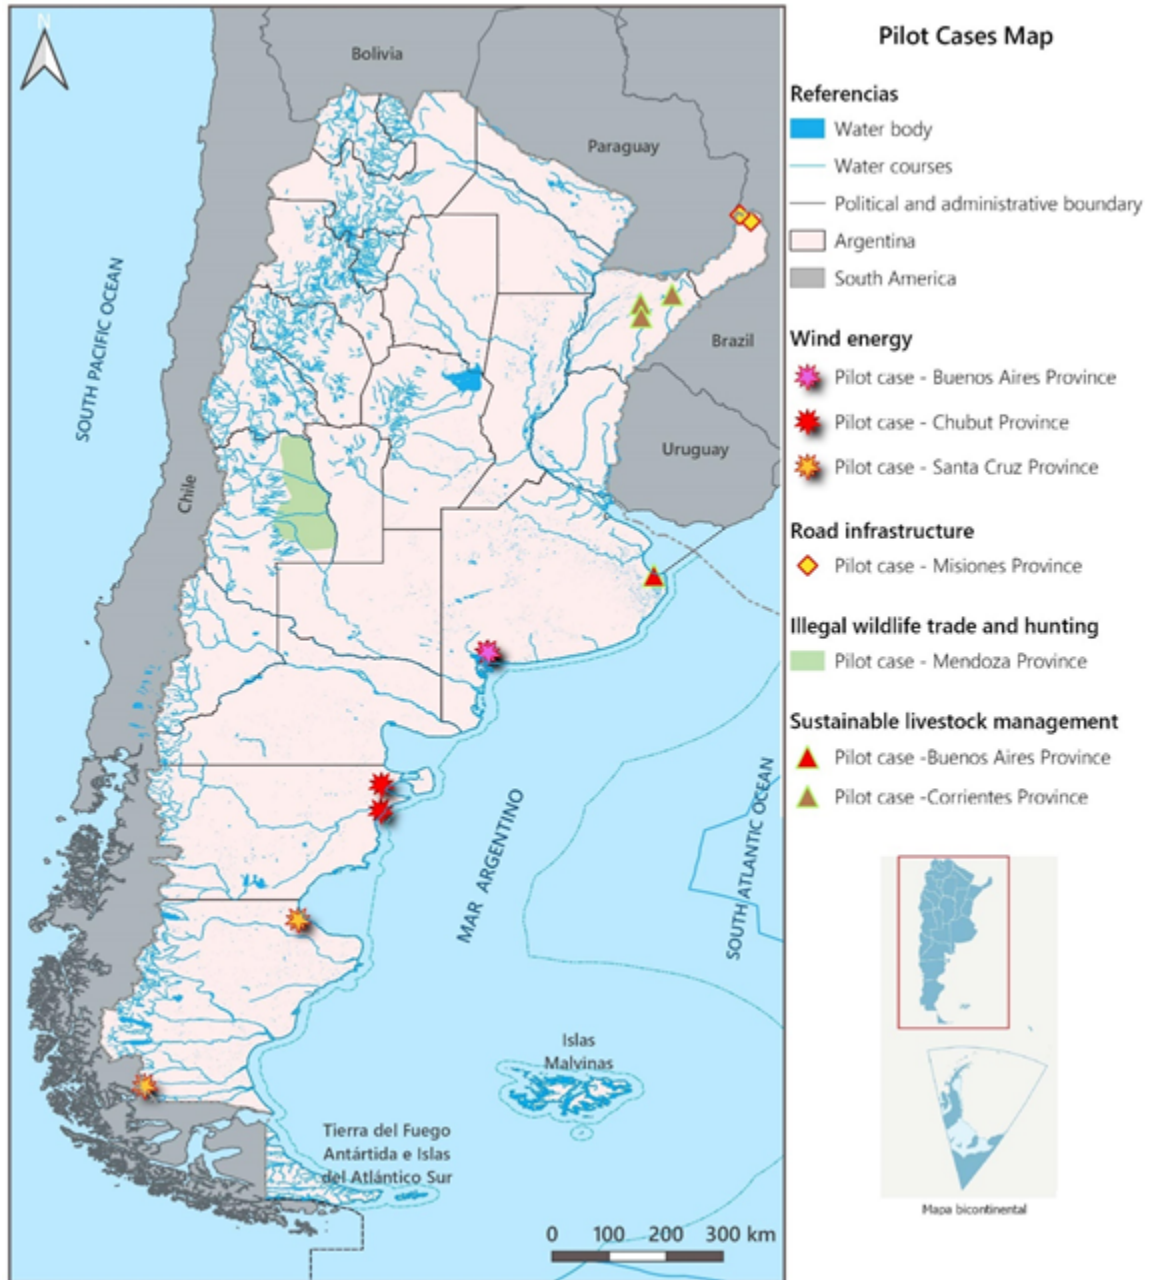 N
Bolivia
Paraguay
Brazil
Uruguay
Chile
SOUTH PACIFIC OCEAN
MAR ARGENTINO
SOUTH ATLANTIC OCEAN
Islas
Malvinas
Tierra del Fuego
Antártida e Islas
del Atlántico Sur
0 100 200 300 km
Pilot Cases Map
Referencias
Water body
Water courses
Political and administrative boundary
Argentina
South America
Wind energy
Pilot case - Buenos Aires Province
Pilot case - Chubut Province
Pilot case - Santa Cruz Province
Road infrastructure
Pilot case - Misiones Province
Illegal wildlife trade and hunting
Pilot case - Mendoza Province
Sustainable livestock management
Pilot case -Buenos Aires Province
Pilot case -Corrientes Province
Mapa bicontinental